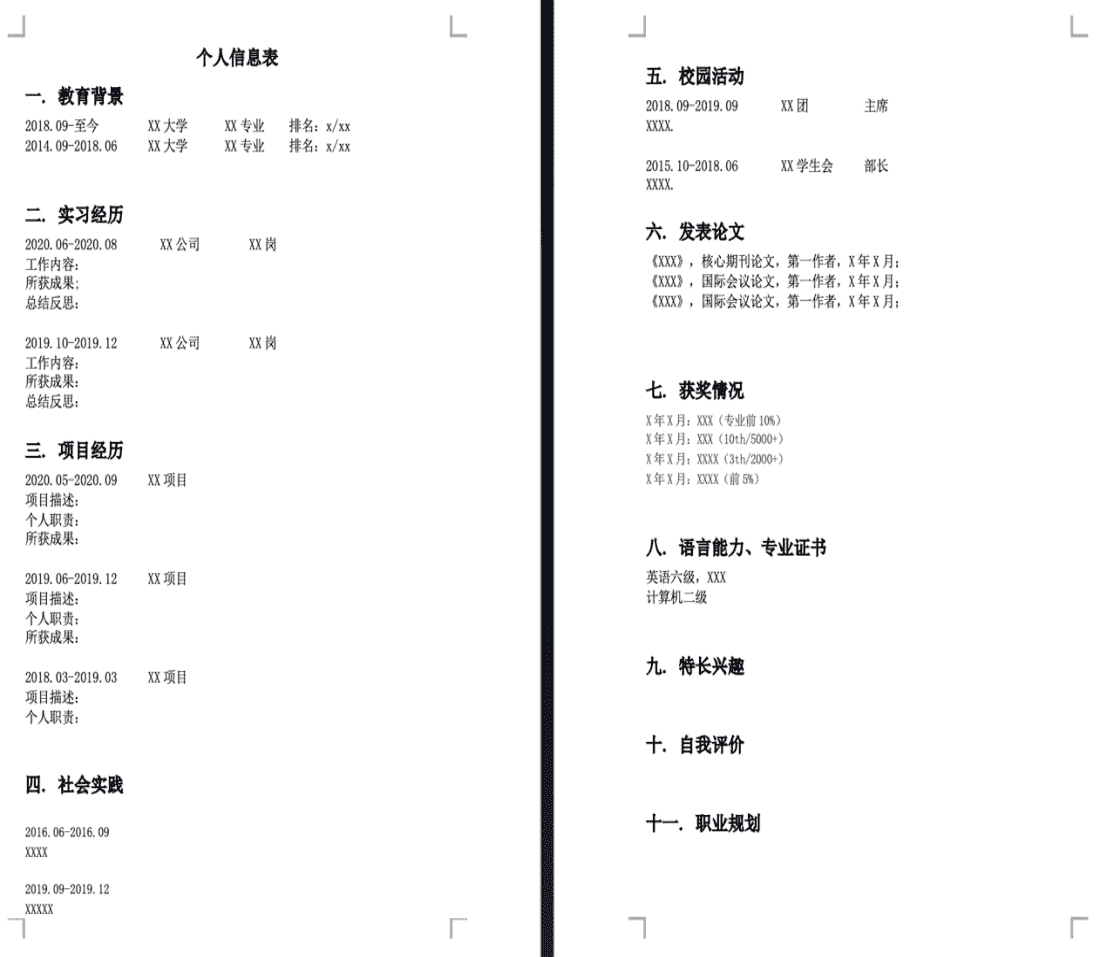 个人信息表
一. 教育背景
2018.09-至今 XX 大学 XX 专业 排名: x/xx
2014.09-2018.06 XX 大学 XX 专业 排名: x/xx
二. 实习经历
2020.06-2020.08 XX 公司 XX 岗
工作内容:
所获成果;
总结反思:
2019.10-2019.12 XX 公司 XX 岗
工作内容:
所获成果:
总结反思:
三. 项目经历
2020.05-2020.09 XX 项目
项目描述:
个人职责:
所获成果:
2019.06-2019.12 XX 项目
项目描述:
个人职责:
所获成果:
2018.03-2019.03 XX 项目
项目描述:
个人职责:
四. 社会实践
2016.06-2016.09
XXXX
2019.09-2019.12
XXXXX
五. 校园活动
2018.09-2019.09 XX 团 主席
XXXX.
2015.10-2018.06 XX 学生会 部长
XXXX.
六. 发表论文
《XXX》, 核心期刊论文, 第一作者, X 年 X 月;
《XXX》, 国际会议论文, 第一作者, X 年 X 月;
《XXX》, 国际会议论文, 第一作者, X 年 X 月;
七. 获奖情况
X 年 X 月: XXX（专业前 10%）
X 年 X 月: XXX（10th/5000+）
X 年 X 月: XXXX（3th/2000+）
X 年 X 月: XXXX（前 5%）
八. 语言能力、专业证书
英语六级, XXX
计算机二级
九. 特长兴趣
十. 自我评价
十一. 职业规划